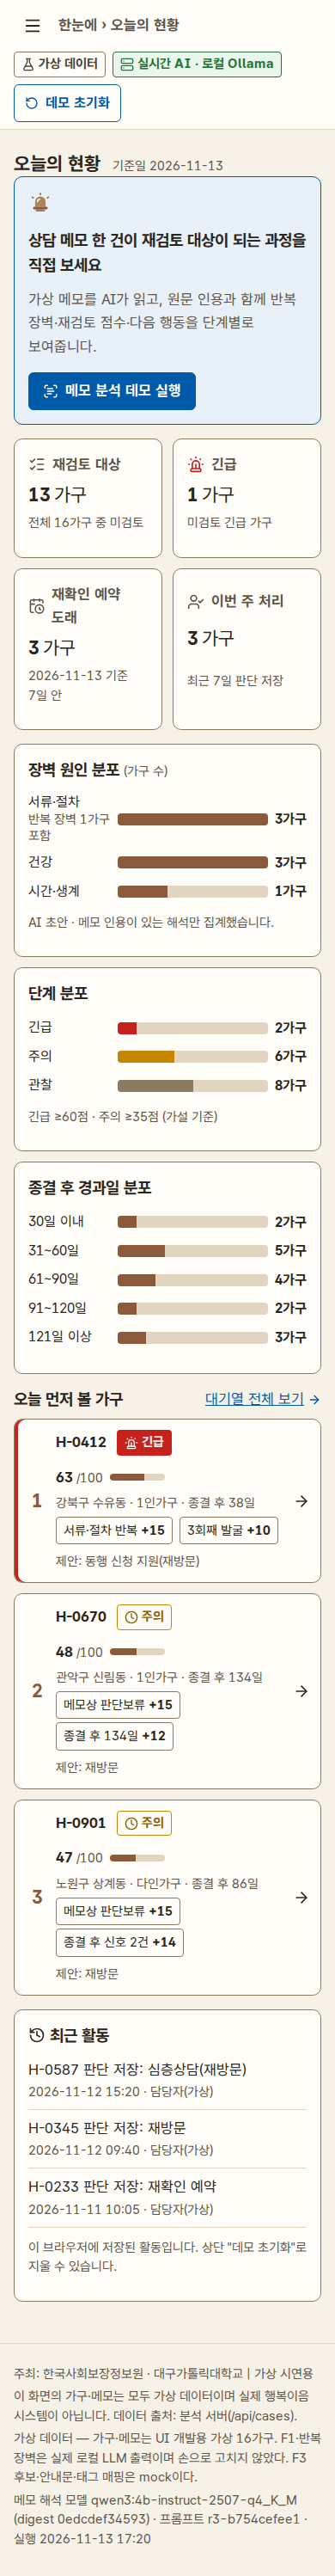 한눈에 › 오늘의 현황
가상 데이터
실시간 AI · 로컬 Ollama
데모 초기화
오늘의 현황 기준일 2026-11-13
상담 메모 한 건이 재검토 대상이 되는 과정을
직접 보세요
가상 메모를 AI가 읽고, 원문 인용과 함께 반복
장벽·재검토 점수·다음 행동을 단계별로
보여줍니다.
메모 분석 데모 실행
재검토 대상
13 가구
전체 16가구 중 미검토
긴급
1 가구
미검토 긴급 가구
재확인 예약
도래
3 가구
2026-11-13 기준
7일 안
이번 주 처리
3 가구
최근 7일 판단 저장
장벽 원인 분포 (가구 수)
서류·절차
반복 장벽 1가구
포함
3가구
건강 3가구
시간·생계 1가구
AI 초안 · 메모 인용이 있는 해석만 집계했습니다.
단계 분포
긴급 2가구
주의 6가구
관찰 8가구
긴급 ≥60점 · 주의 ≥35점 (가설 기준)
종결 후 경과일 분포
30일 이내 2가구
31~60일 5가구
61~90일 4가구
91~120일 2가구
121일 이상 3가구
오늘 먼저 볼 가구 대기열 전체 보기 →
1
H-0412 긴급
63 /100
강북구 수유동 · 1인가구 · 종결 후 38일
서류·절차 반복 +15 3회째 발굴 +10
제안: 동행 신청 지원(재방문)
2
H-0670 주의
48 /100
관악구 신림동 · 1인가구 · 종결 후 134일
메모상 판단보류 +15
종결 후 134일 +12
제안: 재방문
3
H-0901 주의
47 /100
노원구 상계동 · 다인가구 · 종결 후 86일
메모상 판단보류 +15
종결 후 신호 2건 +14
제안: 재방문
최근 활동
H-0587 판단 저장: 심층상담(재방문)
2026-11-12 15:20 · 담당자(가상)
H-0345 판단 저장: 재방문
2026-11-12 09:40 · 담당자(가상)
H-0233 판단 저장: 재확인 예약
2026-11-11 10:05 · 담당자(가상)
이 브라우저에 저장된 활동입니다. 상단 "데모 초기화"로
지울 수 있습니다.
주최: 한국사회보장정보원 · 대구가톨릭대학교 | 가상 시연용
이 화면의 가구·메모는 모두 가상 데이터이며 실제 행복이음
시스템이 아닙니다. 데이터 출처: 분석 서버(/api/cases).
가상 데이터 — 가구·메모는 UI 개발용 가상 16가구. F1·반복
장벽은 실제 로컬 LLM 출력이며 손으로 고치지 않았다. F3
후보·안내문·태그 매핑은 mock이다.
메모 해석 모델 qwen3:4b-instruct-2507-q4_K_M
(digest 0edcdef34593) · 프롬프트 r3-b754cefee1 ·
실행 2026-11-13 17:20